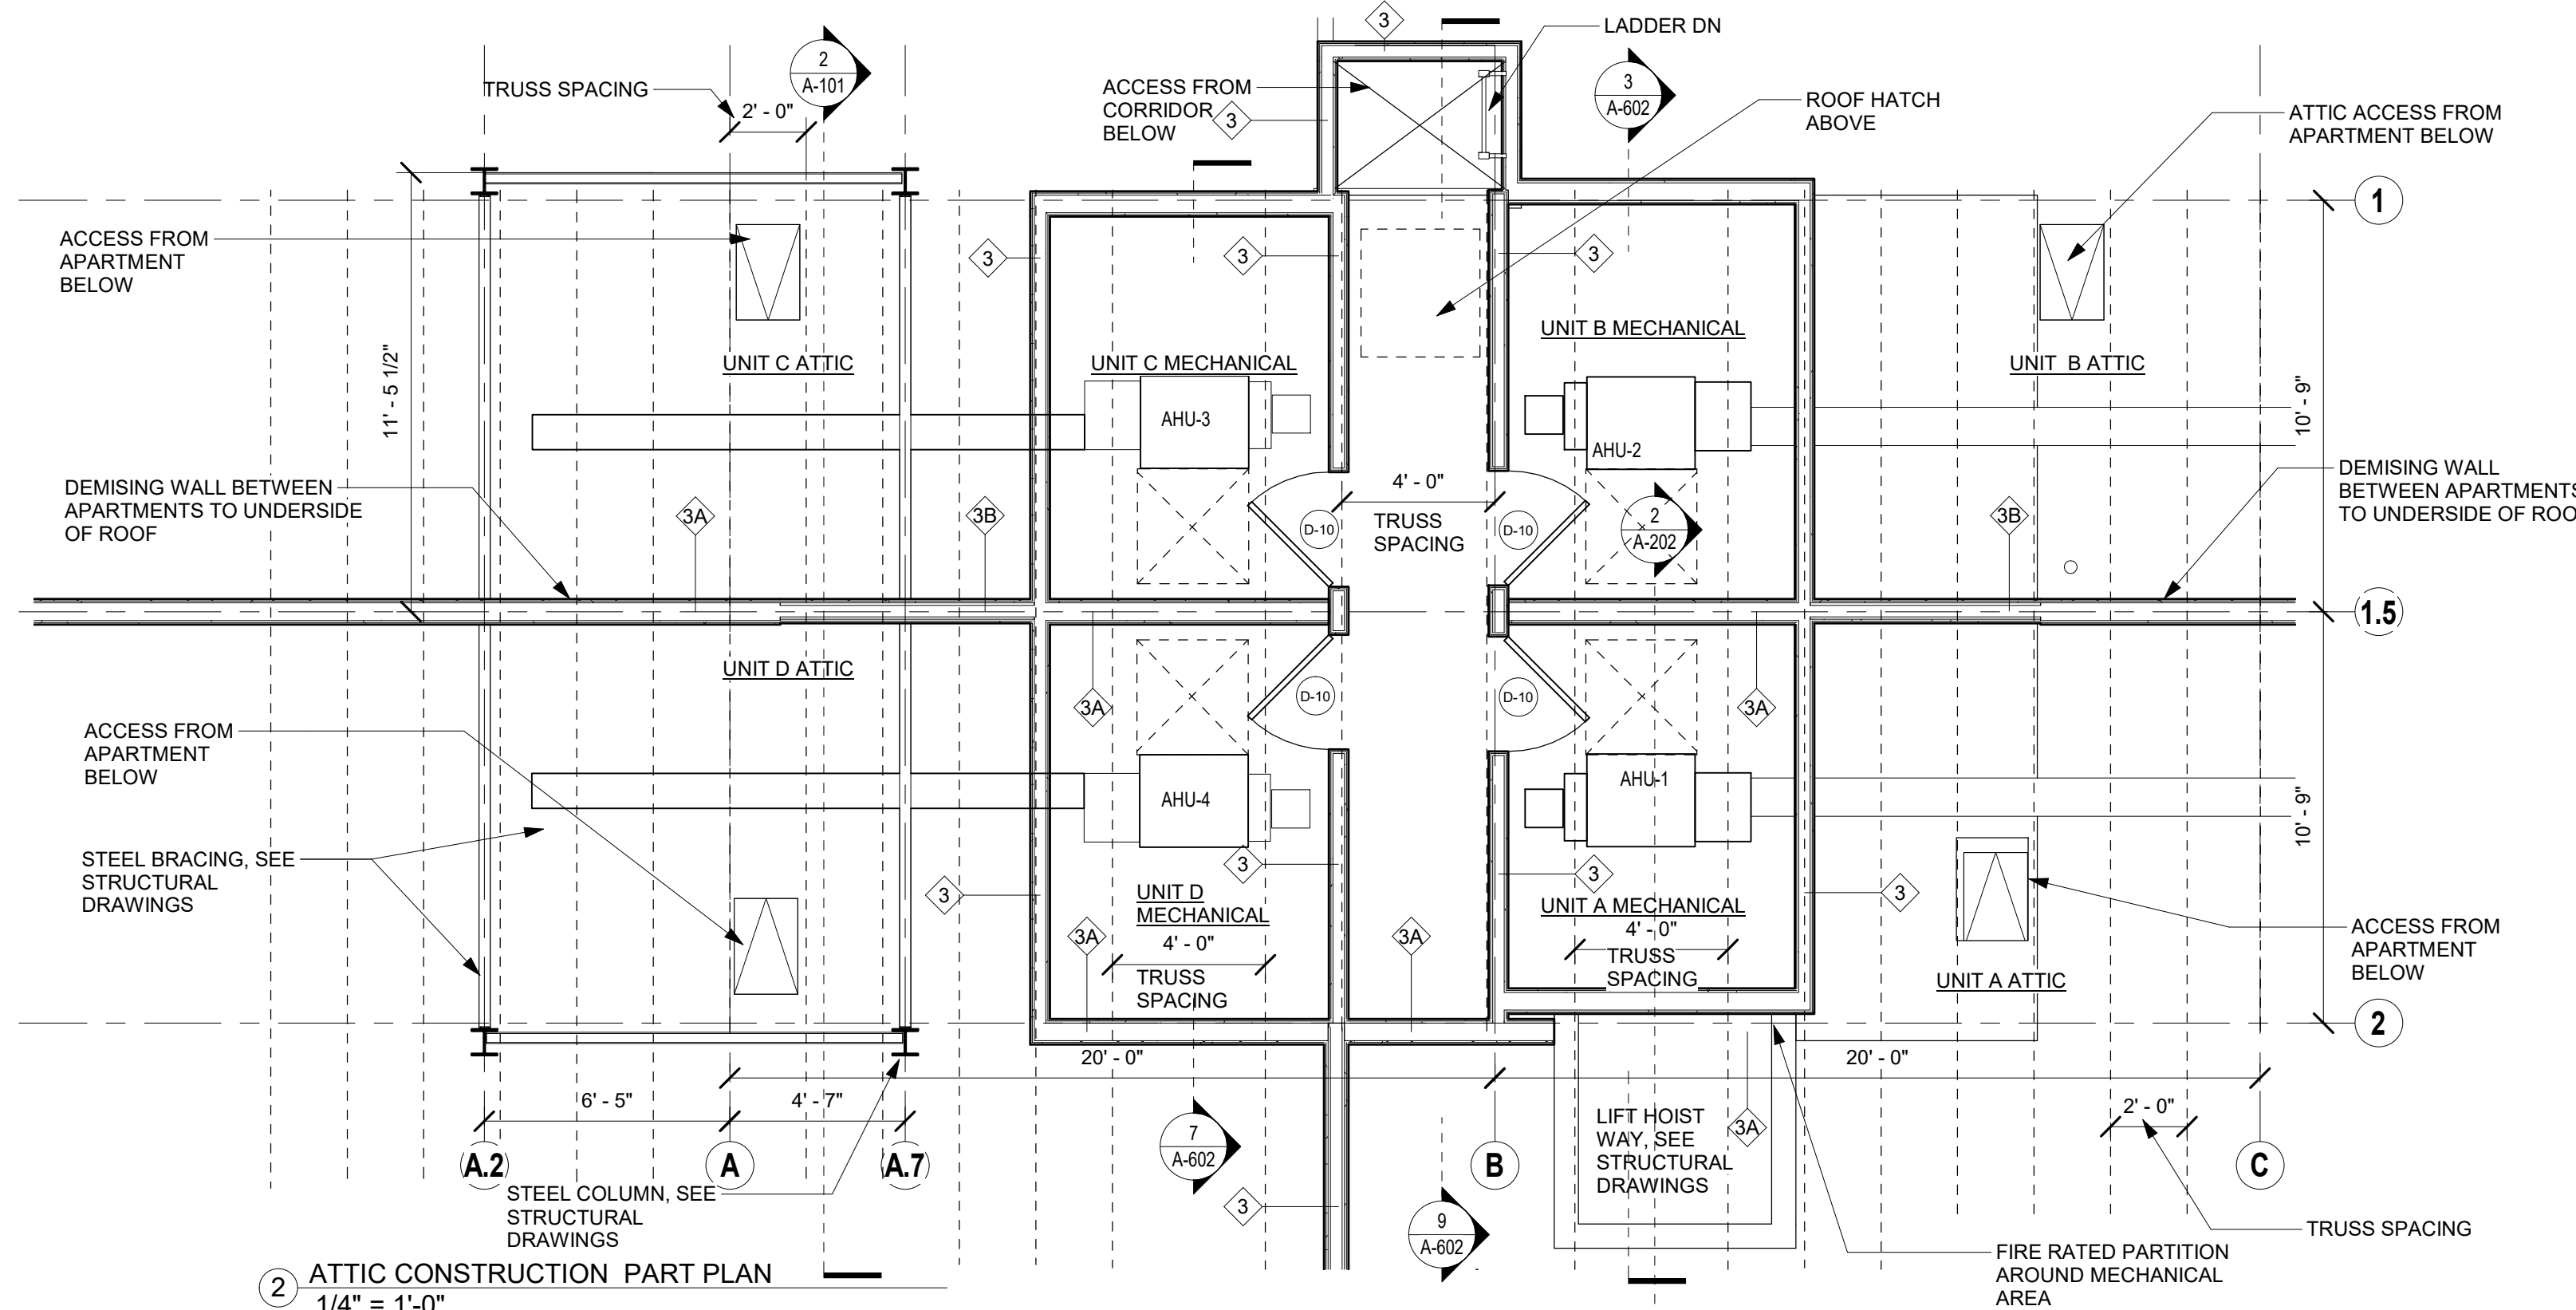 3
LADDER DN
2
A-101
TRUSS SPACING
2' - 0"
ACCESS FROM
CORRIDOR
BELOW
3
3
A-602
ROOF HATCH
ABOVE
ATTIC ACCESS FROM
APARTMENT BELOW
1
ACCESS FROM
APARTMENT
BELOW
3
3
3
11' - 5 1/2"
UNIT C ATTIC
UNIT C MECHANICAL
UNIT B MECHANICAL
UNIT B ATTIC
10' - 9"
AHU-3
AHU-2
DEMISING WALL BETWEEN
APARTMENTS TO UNDERSIDE
OF ROOF
3A
3B
D-10
4' - 0"
TRUSS
SPACING
D-10
2
A-202
3B
DEMISING WALL
BETWEEN APARTMENTS
TO UNDERSIDE OF ROO
1.5
UNIT D ATTIC
3A
D-10
D-10
3A
ACCESS FROM
APARTMENT
BELOW
AHU-4
AHU-1
10' - 9"
STEEL BRACING, SEE
STRUCTURAL
DRAWINGS
3
3
3
3
UNIT D
MECHANICAL
4' - 0"
TRUSS
SPACING
3A
3A
UNIT A MECHANICAL
4' - 0"
TRUSS
SPACING
UNIT A ATTIC
ACCESS FROM
APARTMENT
BELOW
2
20' - 0"
20' - 0"
6' - 5"
4' - 7"
2' - 0"
A.2
A
A.7
7
A-602
B
LIFT HOIST
WAY, SEE
STRUCTURAL
DRAWINGS
3A
C
STEEL COLUMN, SEE
STRUCTURAL
DRAWINGS
3
9
A-602
TRUSS SPACING
FIRE RATED PARTITION
AROUND MECHANICAL
AREA
2
ATTIC CONSTRUCTION PART PLAN
1/4" = 1'-0"